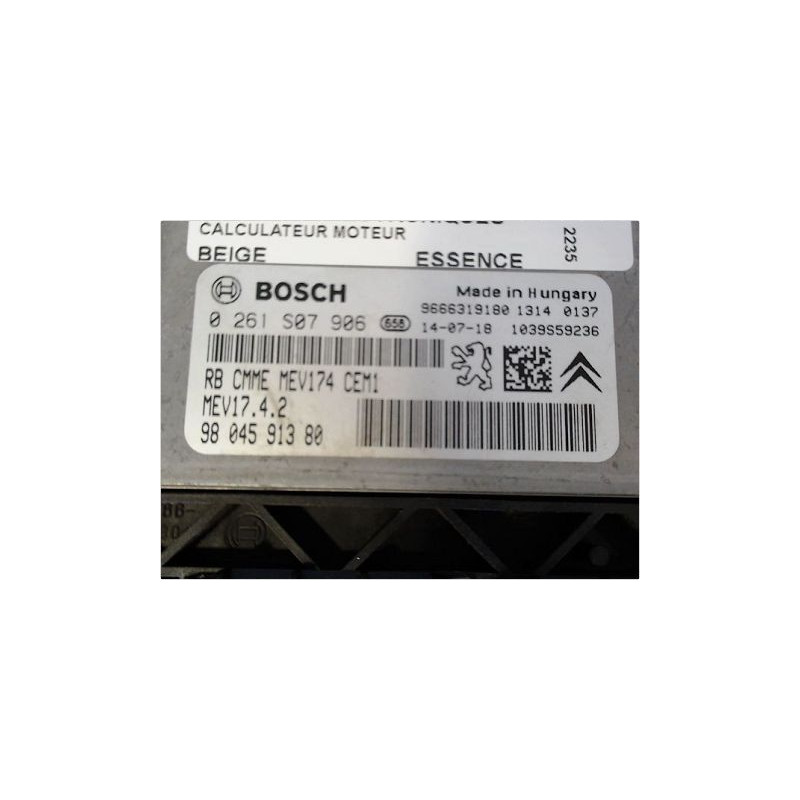 CALCULATEUR MOTEUR
BEIGE ESSENCE
2235
BOSCH Made in Hungary
0 261 S07 906 658 9666319180 1314 0137
14-07-18 1039S59236
RB CMME MEV174 CEM1
MEV17.4.2
98 045 913 80